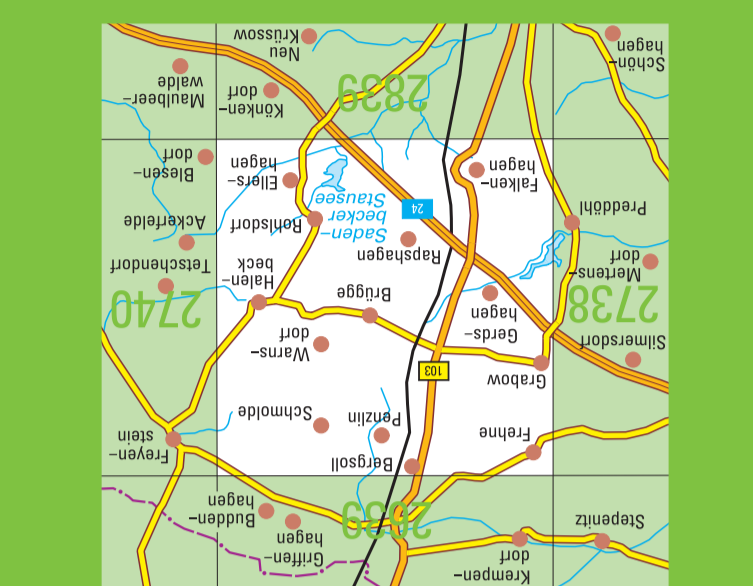 Krempen-
dorf
Stepenitz
Griffen-
hagen
Budden-
hagen
2639
Bergsoll
Frehne
Freyen-
stein
Penzlin
Schmolde
Grabow
103
Warns-
dorf
Silmersdorf
Gerds-
hagen
Brügge
2738
2740
Halen-
beck
Mertens-
dorf
Tetschendorf
Rapshagen
Ackerfelde
Preddöhl
24
Saden-
becker
Stausee
Rohlsdorf
Falken-
hagen
Ellers-
hagen
Blesen-
dorf
2839
Könken-
dorf
Maulbeer-
walde
Schön-
hagen
Neu
Krüssow